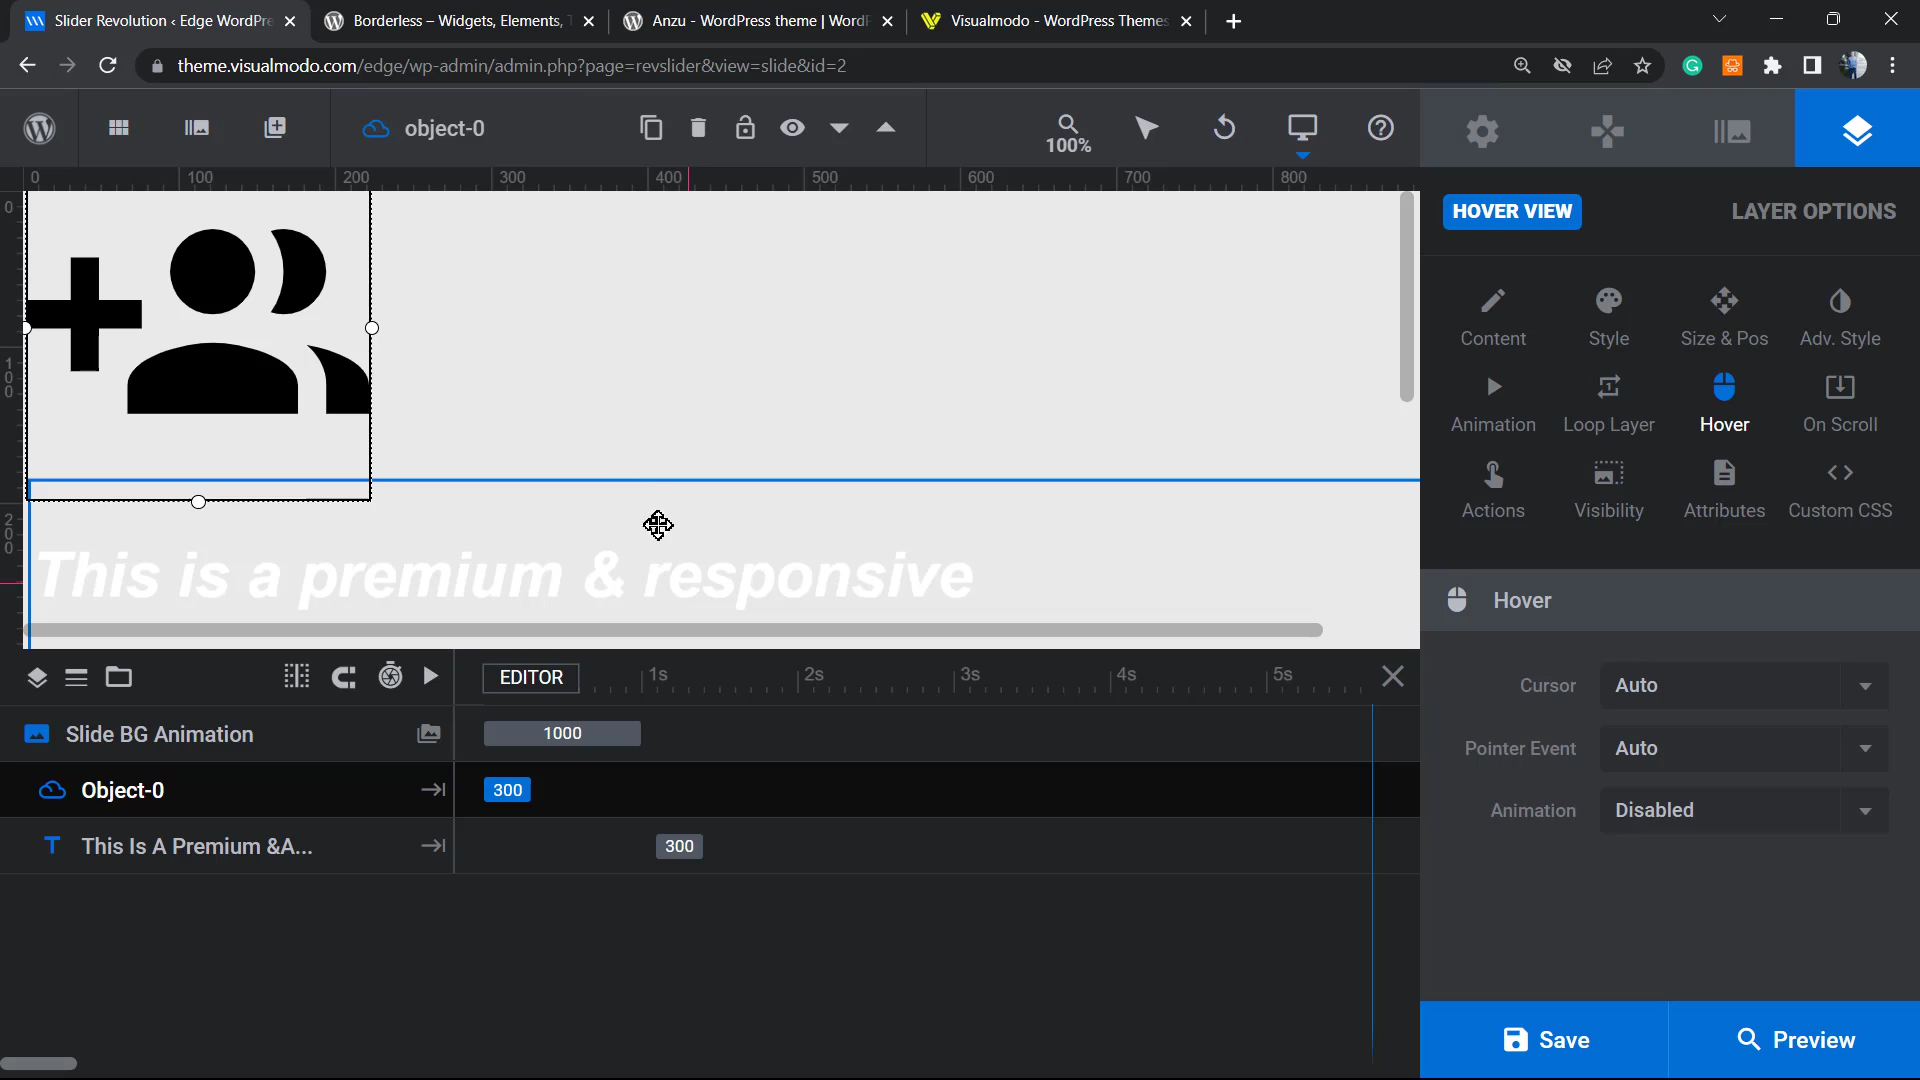 Slider Revolution ‹ Edge WordPre
Borderless – Widgets, Elements, T
Anzu - WordPress theme | WordP
Visualmodo - WordPress Themes
theme.visualmodo.com/edge/wp-admin/admin.php?page=revslider&view=slide&id=2
object-0
100%
0 100 200 300 400 500 600 700 800
0
100
200
HOVER VIEW
LAYER OPTIONS
Content
Style
Size & Pos
Adv. Style
Animation
Loop Layer
Hover
On Scroll
Actions
Visibility
Attributes
Custom CSS
This is a premium & responsive
Hover
Cursor Auto
Pointer Event Auto
Animation Disabled
EDITOR 1s 2s 3s 4s 5s
Slide BG Animation 1000
Object-0 300
This Is A Premium &A... 300
Save
Preview